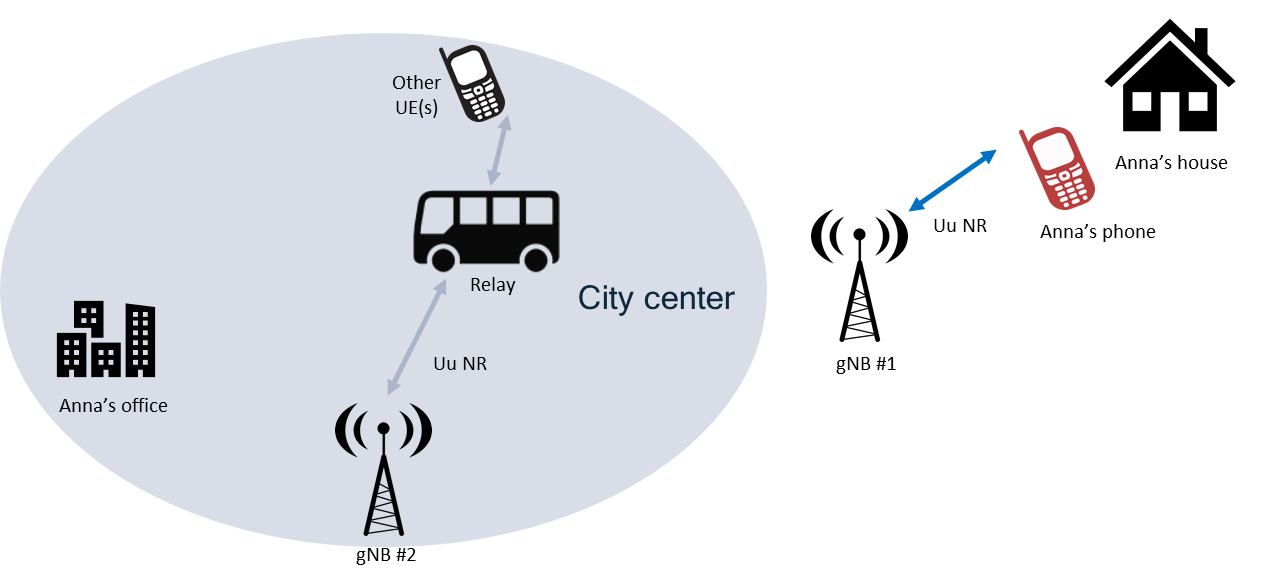 Other
UE(s)
Anna’s house
Uu NR
Anna’s phone
Relay
City center
Uu NR
gNB #1
Anna’s office
gNB #2